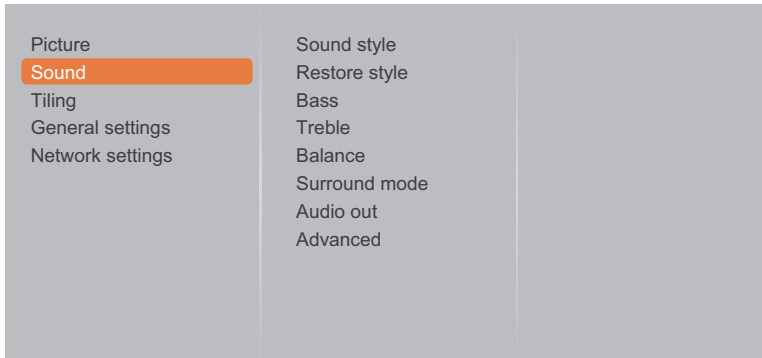 Picture
Sound
Tiling
General settings
Network settings
Sound style
Restore style
Bass
Treble
Balance
Surround mode
Audio out
Advanced